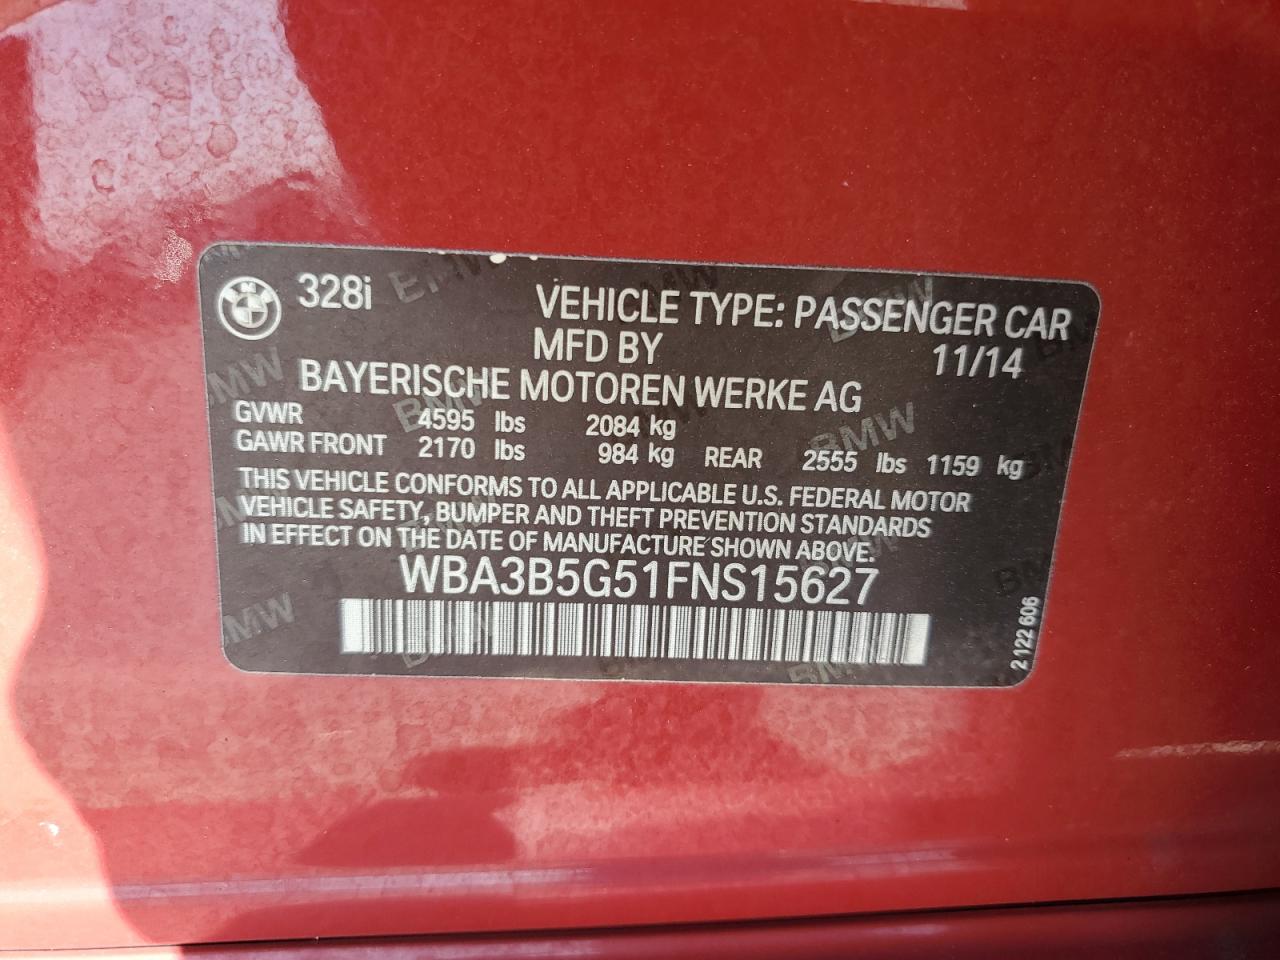 328i VEHICLE TYPE: PASSENGER CAR
MFD BY 11/14
BAYERISCHE MOTOREN WERKE AG
GVWR 4595 lbs 2084 kg
GAWR FRONT 2170 lbs 984 kg REAR 2555 lbs 1159 kg
THIS VEHICLE CONFORMS TO ALL APPLICABLE U.S. FEDERAL MOTOR
VEHICLE SAFETY, BUMPER AND THEFT PREVENTION STANDARDS
IN EFFECT ON THE DATE OF MANUFACTURE SHOWN ABOVE.
WBA3B5G51FNS15627
2 122 606